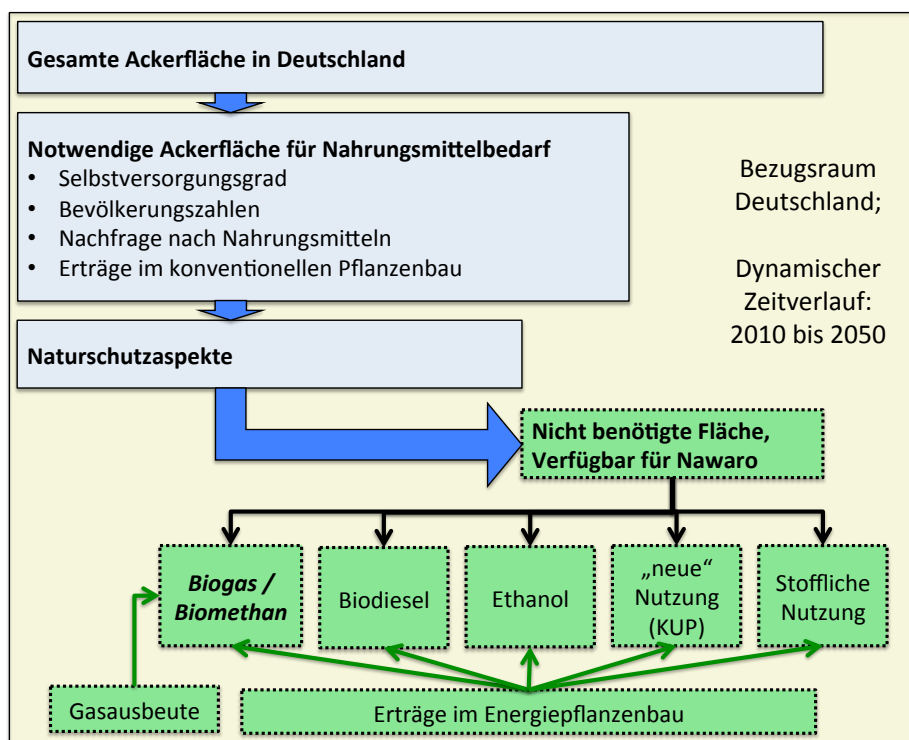 Gesamte Ackerfläche in Deutschland
Notwendige Ackerfläche für Nahrungsmittelbedarf
• Selbstversorgungsgrad
• Bevölkerungszahlen
• Nachfrage nach Nahrungsmitteln
• Erträge im konventionellen Pflanzenbau
Bezugsraum
Deutschland;
Dynamischer
Zeitverlauf:
2010 bis 2050
Naturschutzaspekte
Nicht benötigte Fläche,
Verfügbar für Nawaro
Biogas /
Biomethan
Biodiesel
Ethanol
„neue“
Nutzung
(KUP)
Stoffliche
Nutzung
Gasausbeute
Erträge im Energiepflanzenbau